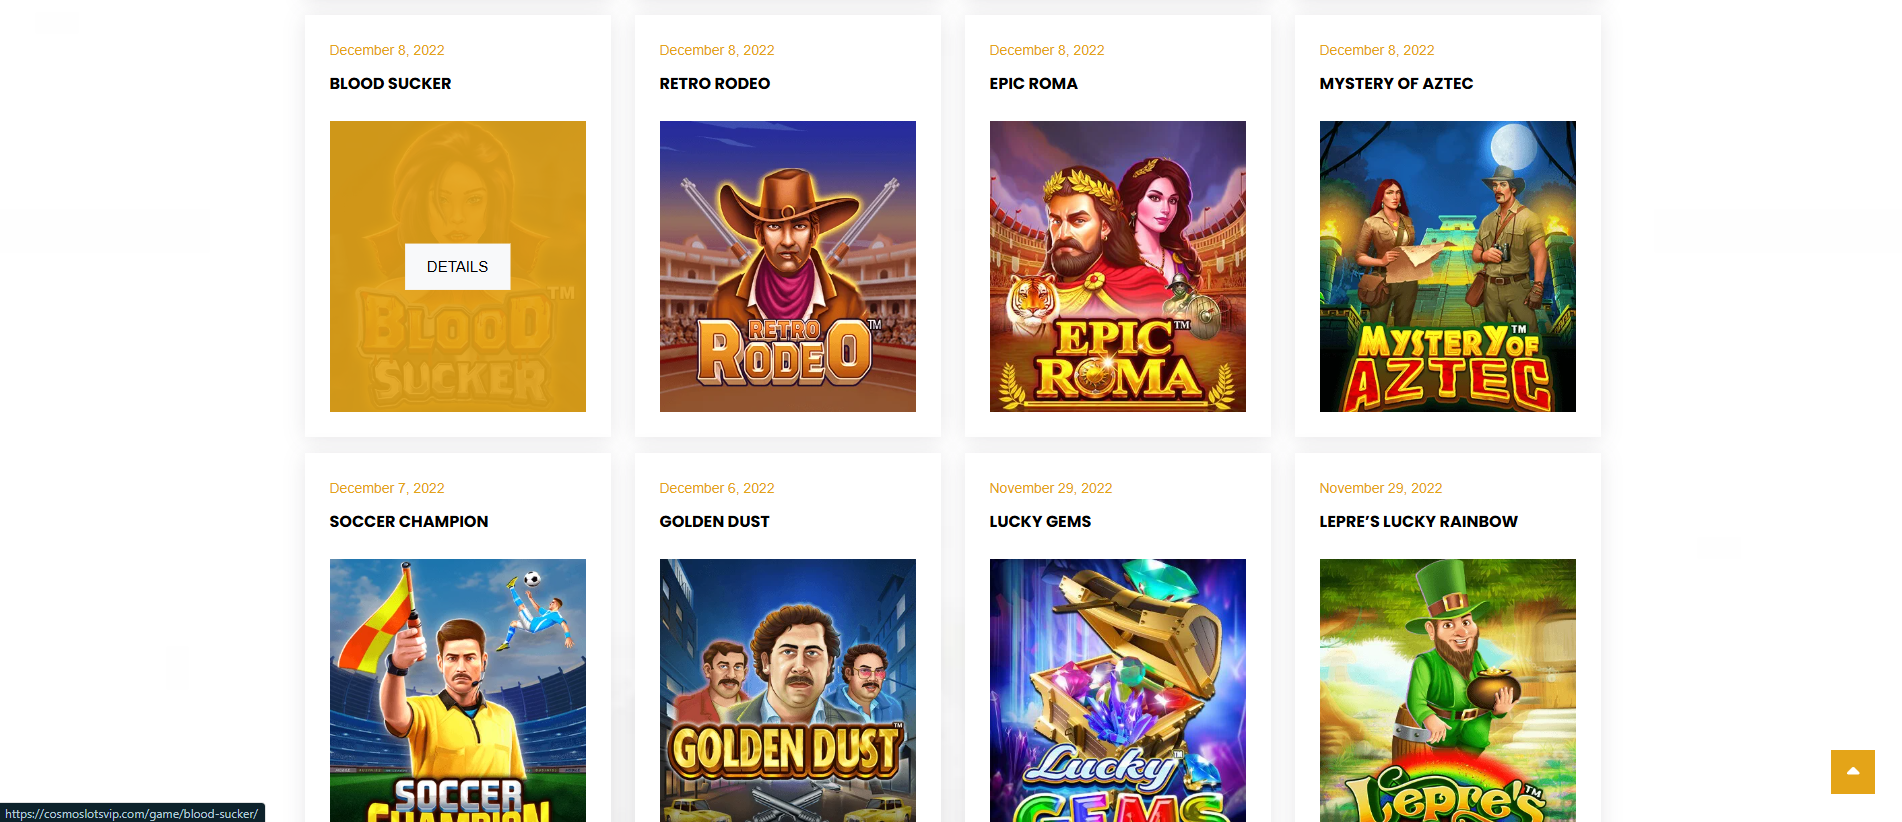 December 8, 2022
BLOOD SUCKER
DETAILS
BLOOD
SUCKER
TM
December 8, 2022
RETRO RODEO
RETRO
RODEO
TM
December 8, 2022
EPIC ROMA
EPIC
TM
ROMA
December 8, 2022
MYSTERY OF AZTEC
MYSTERY OF
TM
AZTEC
December 7, 2022
SOCCER CHAMPION
SOCCER
CHAMPION
December 6, 2022
GOLDEN DUST
GOLDEN DUST
TM
November 29, 2022
LUCKY GEMS
Lucky
TM
GEMS
November 29, 2022
LEPRE’S LUCKY RAINBOW
Lepre's
TM
https://cosmoslotsvip.com/game/blood-sucker/